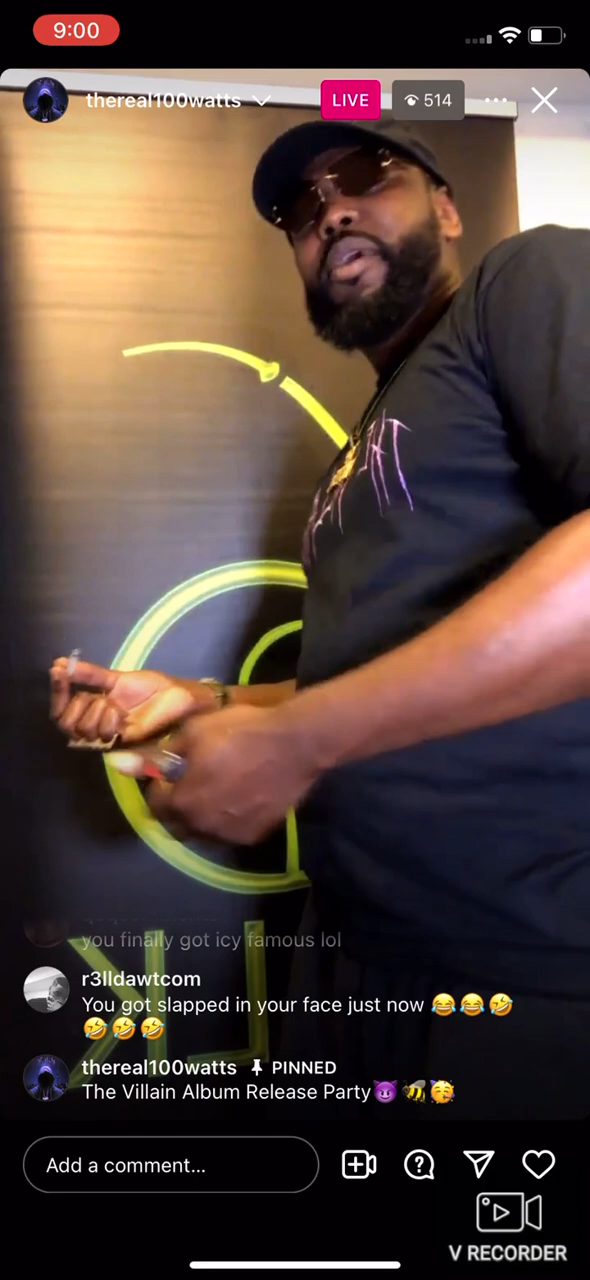 9:00
thereal100watts
LIVE
514
you finally got icy famous lol
r3lldawtcom
You got slapped in your face just now 😂😂🤣
🤣🤣🤣
thereal100watts PINNED
The Villain Album Release Party😈🐝🥳
Add a comment...
V RECORDER